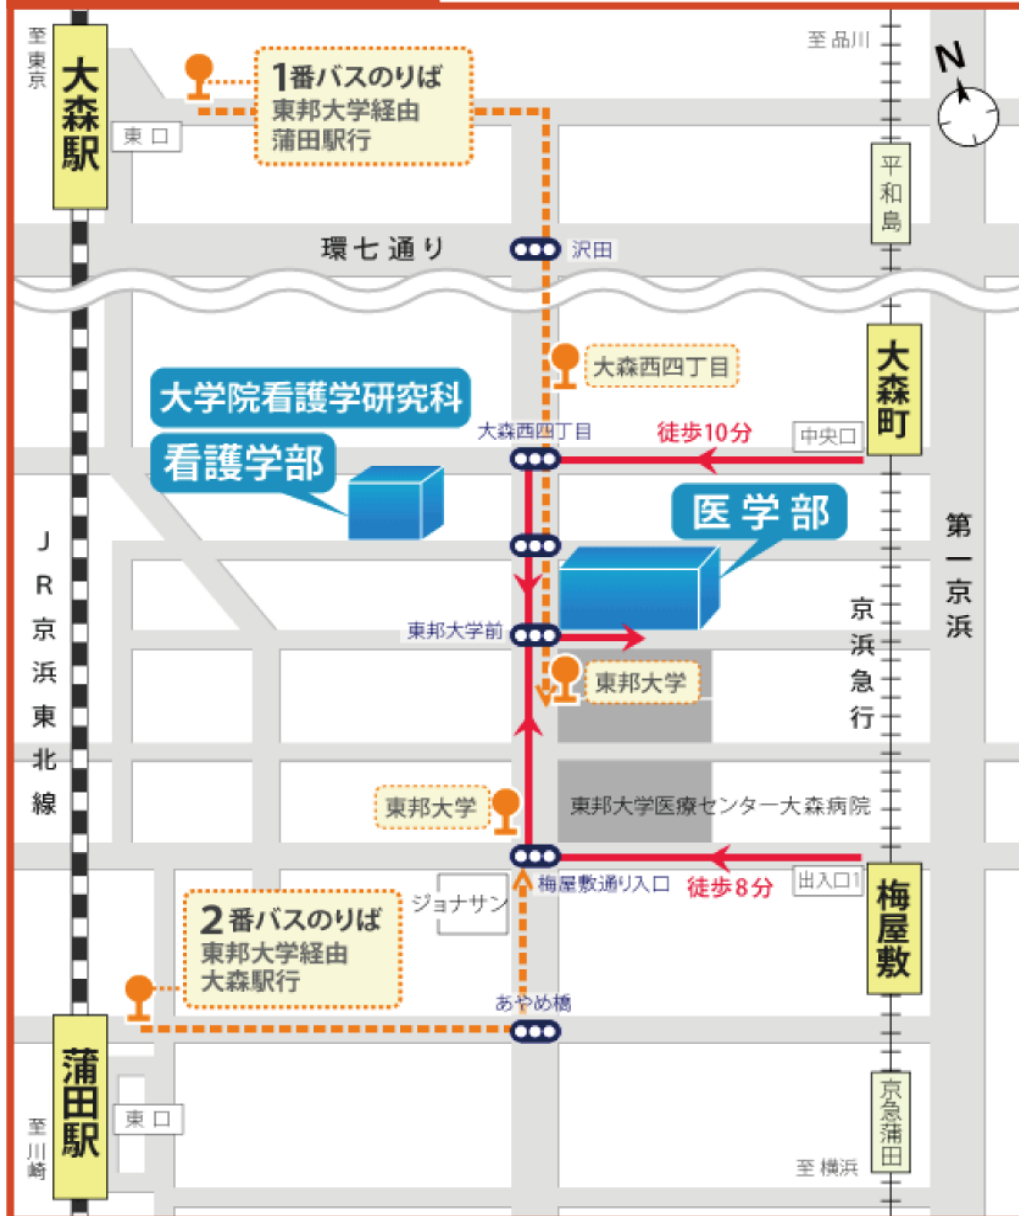 至東京
大森駅
東口
1番バスのりば
東邦大学経由
蒲田駅行
至品川
N
平和島
環七通り
沢田
大森西四丁目
大森町
中央口
徒歩10分
大森西四丁目
大学院看護学研究科
看護学部
医学部
JR京浜東北線
京浜急行
第一京浜
東邦大学前
東邦大学
東邦大学
東邦大学医療センター大森病院
梅屋敷通り入口
徒歩8分
出入口1
梅屋敷
ジョナサン
2番バスのりば
東邦大学経由
大森駅行
あやめ橋
蒲田駅
東口
至川崎
京急蒲田
至横浜